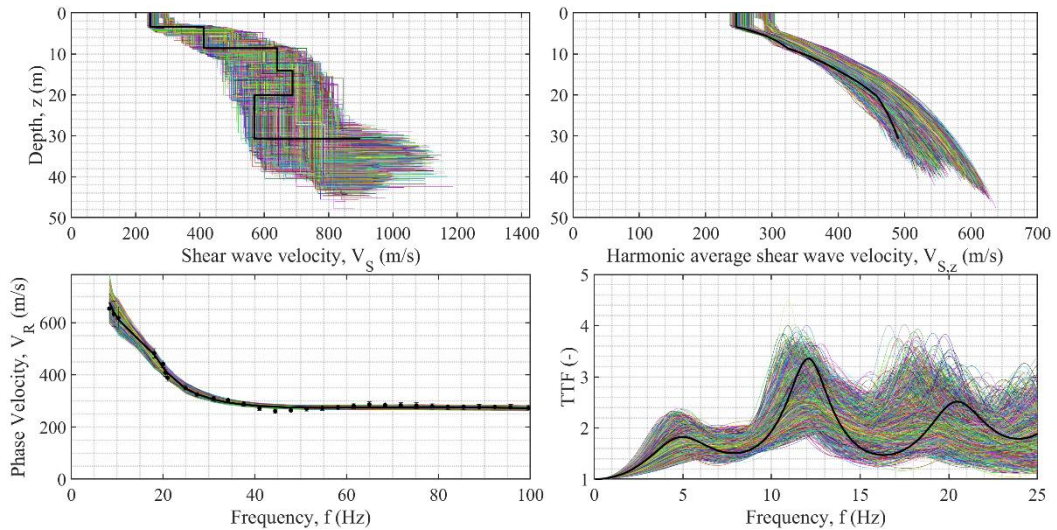 0
10
20
30
40
50
Depth, z (m)
0 200 400 600 800 1000 1200 1400
Shear wave velocity, V_S (m/s)
0
10
20
30
40
50
0 100 200 300 400 500 600 700
Harmonic average shear wave velocity, V_S,z (m/s)
600
400
200
0
Phase Velocity, V_R (m/s)
0 20 40 60 80 100
Frequency, f (Hz)
5
4
3
2
1
TTF (-)
0 5 10 15 20 25
Frequency, f (Hz)